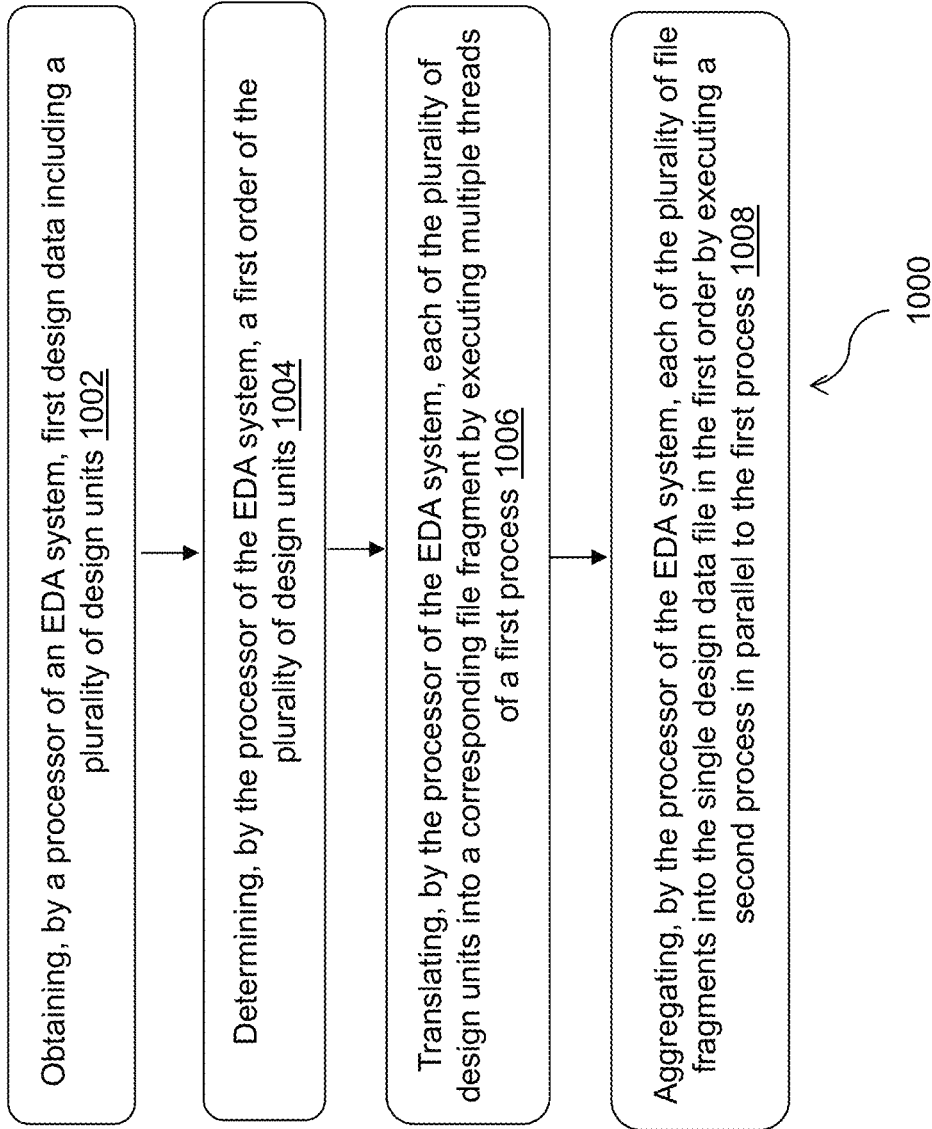 Obtaining, by a processor of an EDA system, first design data including a
plurality of design units 1002
Determining, by the processor of the EDA system, a first order of the
plurality of design units 1004
Translating, by the processor of the EDA system, each of the plurality of
design units into a corresponding file fragment by executing multiple threads
of a first process 1006
Aggregating, by the processor of the EDA system, each of the plurality of file
fragments into the single design data file in the first order by executing a
second process in parallel to the first process 1008
1000